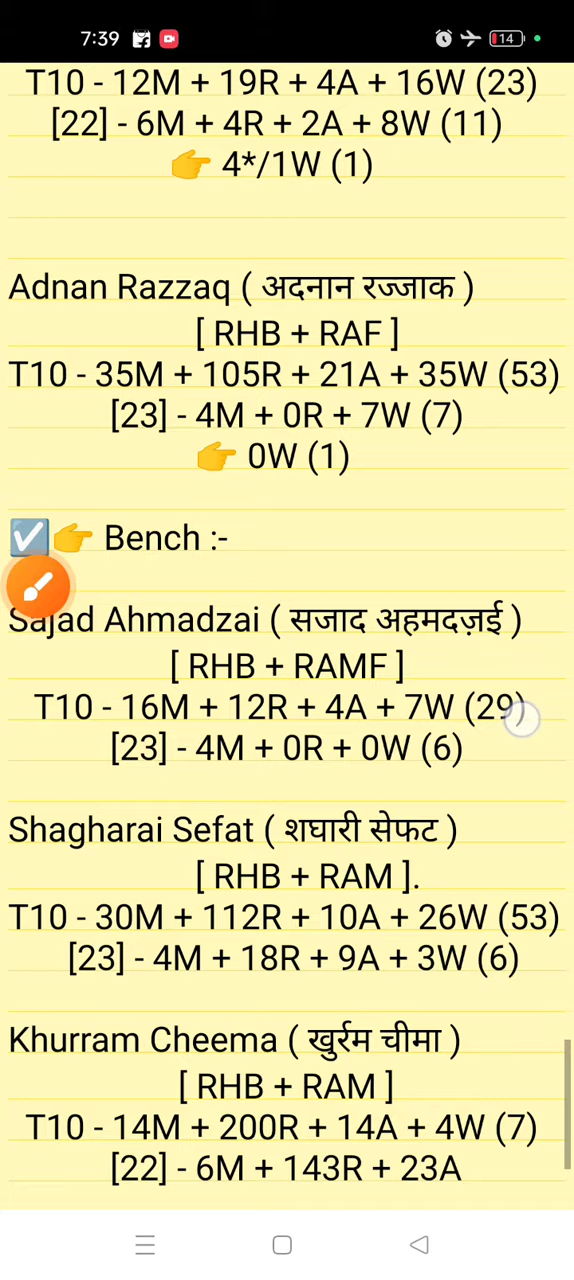 7:39
14
T10 - 12M + 19R + 4A + 16W (23)
[22] - 6M + 4R + 2A + 8W (11)
👉 4*/1W (1)
Adnan Razzaq ( अदनान रज्जाक )
[ RHB + RAF ]
T10 - 35M + 105R + 21A + 35W (53)
[23] - 4M + 0R + 7W (7)
👉 0W (1)
☑️👉 Bench :-
Sajad Ahmadzai ( सजाद अहमदज़ई )
[ RHB + RAMF ]
T10 - 16M + 12R + 4A + 7W (29)
[23] - 4M + 0R + 0W (6)
Shagharai Sefat ( शघारी सेफट )
[ RHB + RAM ].
T10 - 30M + 112R + 10A + 26W (53)
[23] - 4M + 18R + 9A + 3W (6)
Khurram Cheema ( खुर्रम चीमा )
[ RHB + RAM ]
T10 - 14M + 200R + 14A + 4W (7)
[22] - 6M + 143R + 23A